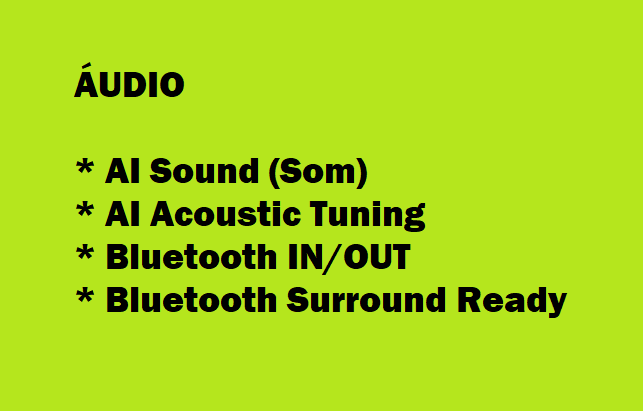 ÁUDIO
* AI Sound (Som)
* AI Acoustic Tuning
* Bluetooth IN/OUT
* Bluetooth Surround Ready